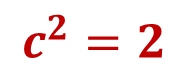 c² = 2